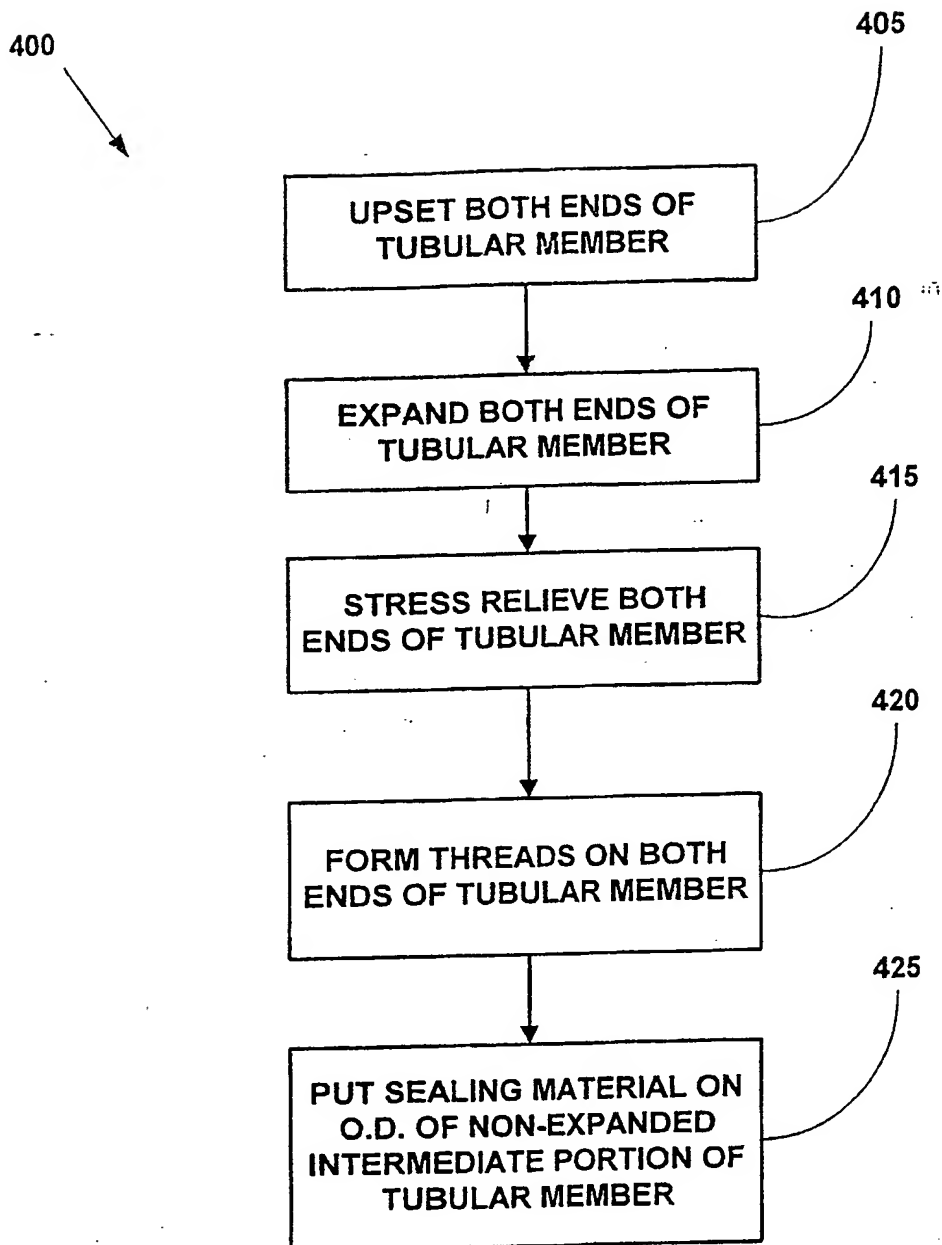 400
405
UPSET BOTH ENDS OF
TUBULAR MEMBER
410
EXPAND BOTH ENDS OF
TUBULAR MEMBER
415
STRESS RELIEVE BOTH
ENDS OF TUBULAR MEMBER
420
FORM THREADS ON BOTH
ENDS OF TUBULAR MEMBER
425
PUT SEALING MATERIAL ON
O.D. OF NON-EXPANDED
INTERMEDIATE PORTION OF
TUBULAR MEMBER